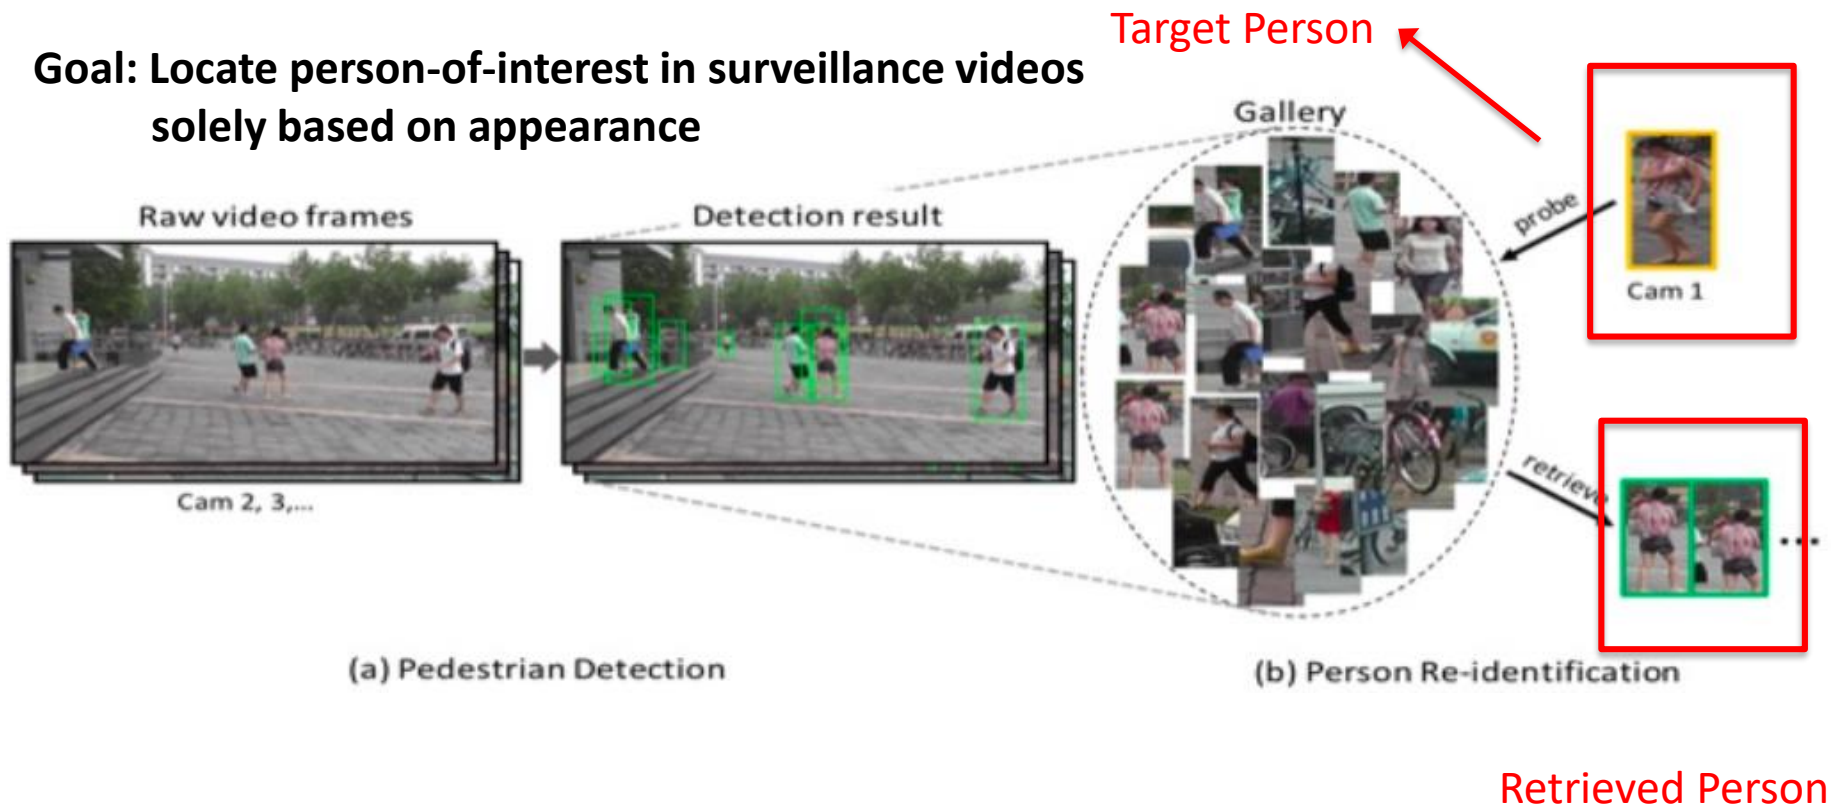 Target Person
Goal: Locate person-of-interest in surveillance videos
solely based on appearance
Gallery
Raw video frames
Detection result
probe
Cam 1
retrieve
...
Cam 2, 3,...
(a) Pedestrian Detection
(b) Person Re-identification
Retrieved Person